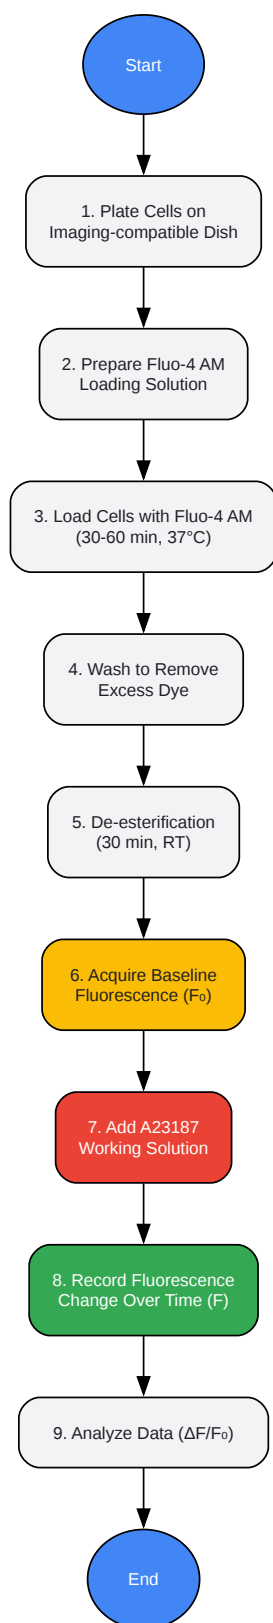 Start
1. Plate Cells on
Imaging-compatible Dish
2. Prepare Fluo-4 AM
Loading Solution
3. Load Cells with Fluo-4 AM
(30-60 min, 37°C)
4. Wash to Remove
Excess Dye
5. De-esterification
(30 min, RT)
6. Acquire Baseline
Fluorescence (F₀)
7. Add A23187
Working Solution
8. Record Fluorescence
Change Over Time (F)
9. Analyze Data (ΔF/F₀)
End